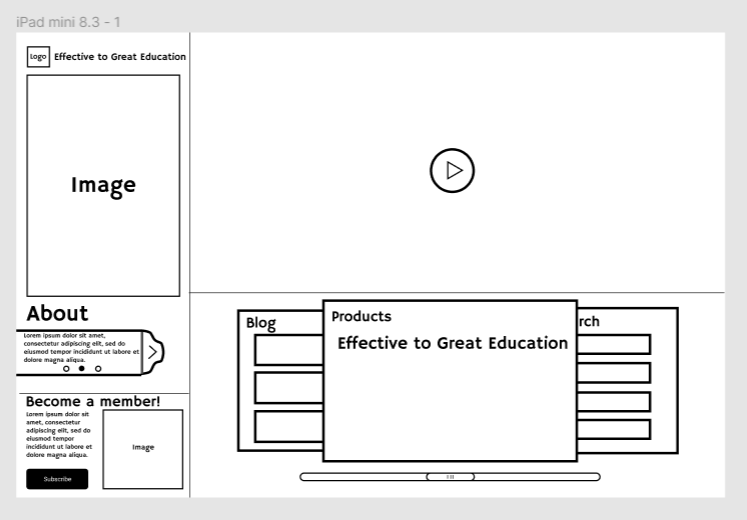 iPad mini 8.3 - 1
Logo
Effective to Great Education
Image
About
Lorem ipsum dolor sit amet,
consectetur adipiscing elit, sed do
eiusmod tempor incididunt ut labore et
dolore magna aliqua.
Become a member!
Lorem ipsum dolor sit
amet, consectetur
adipiscing elit, sed do
eiusmod tempor
incididunt ut labore et
dolore magna aliqua.
Image
Subscribe
Blog
Products
Effective to Great Education
rch